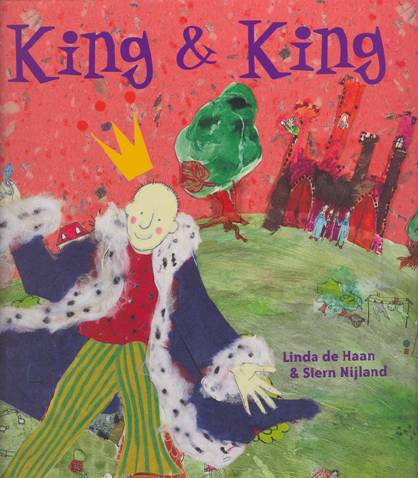 King & King
Linda de Haan
& Stern Nijland